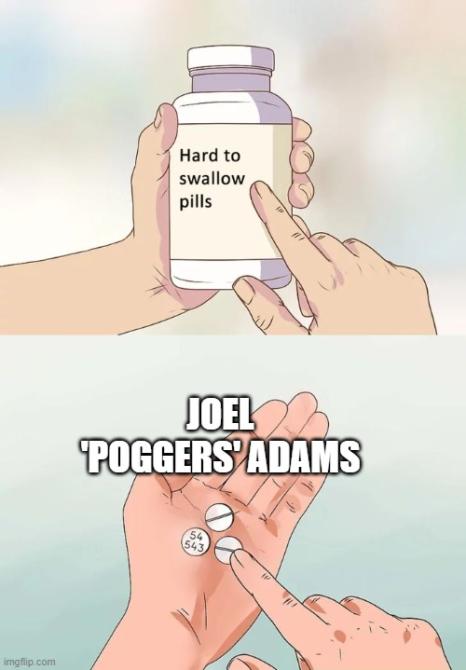 Hard to
swallow
pills
JOEL
'POGGERS' ADAMS
54
543
imgflip.com